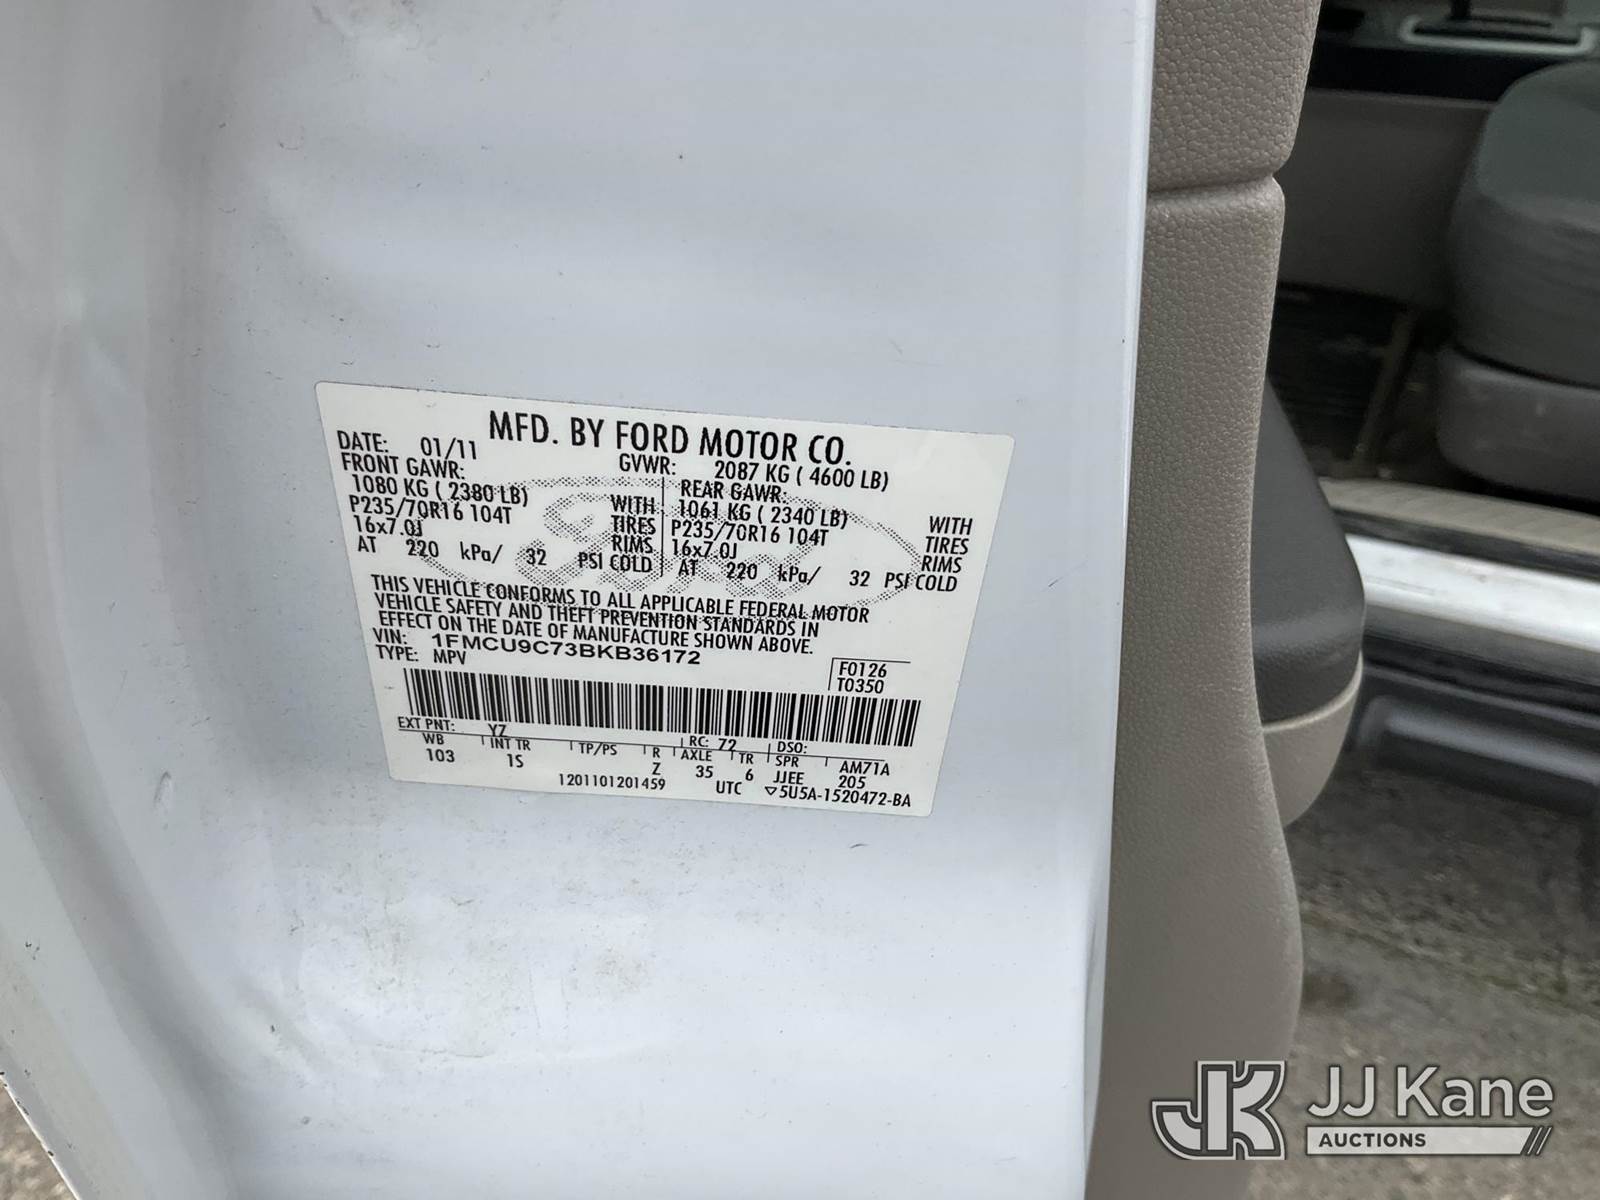 MFD. BY FORD MOTOR CO.
DATE: 01/11 GVWR: 2087 KG ( 4600 LB)
FRONT GAWR: REAR GAWR:
1080 KG ( 2380 LB) WITH 1061 KG ( 2340 LB) WITH
P235/70R16 104T TIRES P235/70R16 104T TIRES
16x7.0J RIMS 16x7.0J RIMS
AT 220 kPa/ 32 PSI COLD AT 220 kPa/ 32 PSI COLD
THIS VEHICLE CONFORMS TO ALL APPLICABLE FEDERAL MOTOR
VEHICLE SAFETY AND THEFT PREVENTION STANDARDS IN
EFFECT ON THE DATE OF MANUFACTURE SHOWN ABOVE.
VIN: 1FMCU9C73BKB36172
TYPE: MPV
F0126
T0350
EXT PNT: YZ RC: 72 DSO:
WB INT TR TP/PS R AXLE TR SPR AM71A
103 1S Z 35 6 JJEE 205
1201101201459 UTC ▽5U5A-1520472-BA
Ford
JK JJ Kane
AUCTIONS